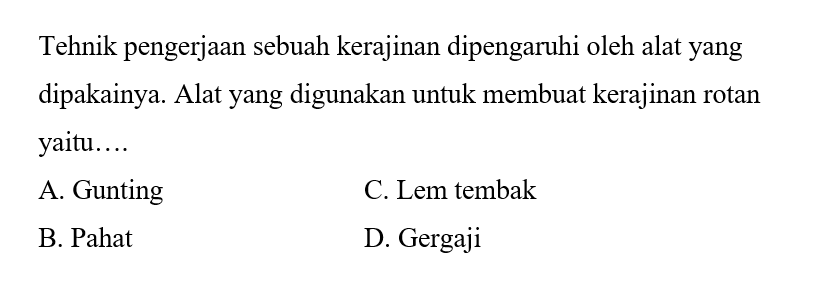 Tehnik pengerjaan sebuah kerajinan dipengaruhi oleh alat yang
dipakainya. Alat yang digunakan untuk membuat kerajinan rotan
yaitu….
A. Gunting
C. Lem tembak
B. Pahat
D. Gergaji